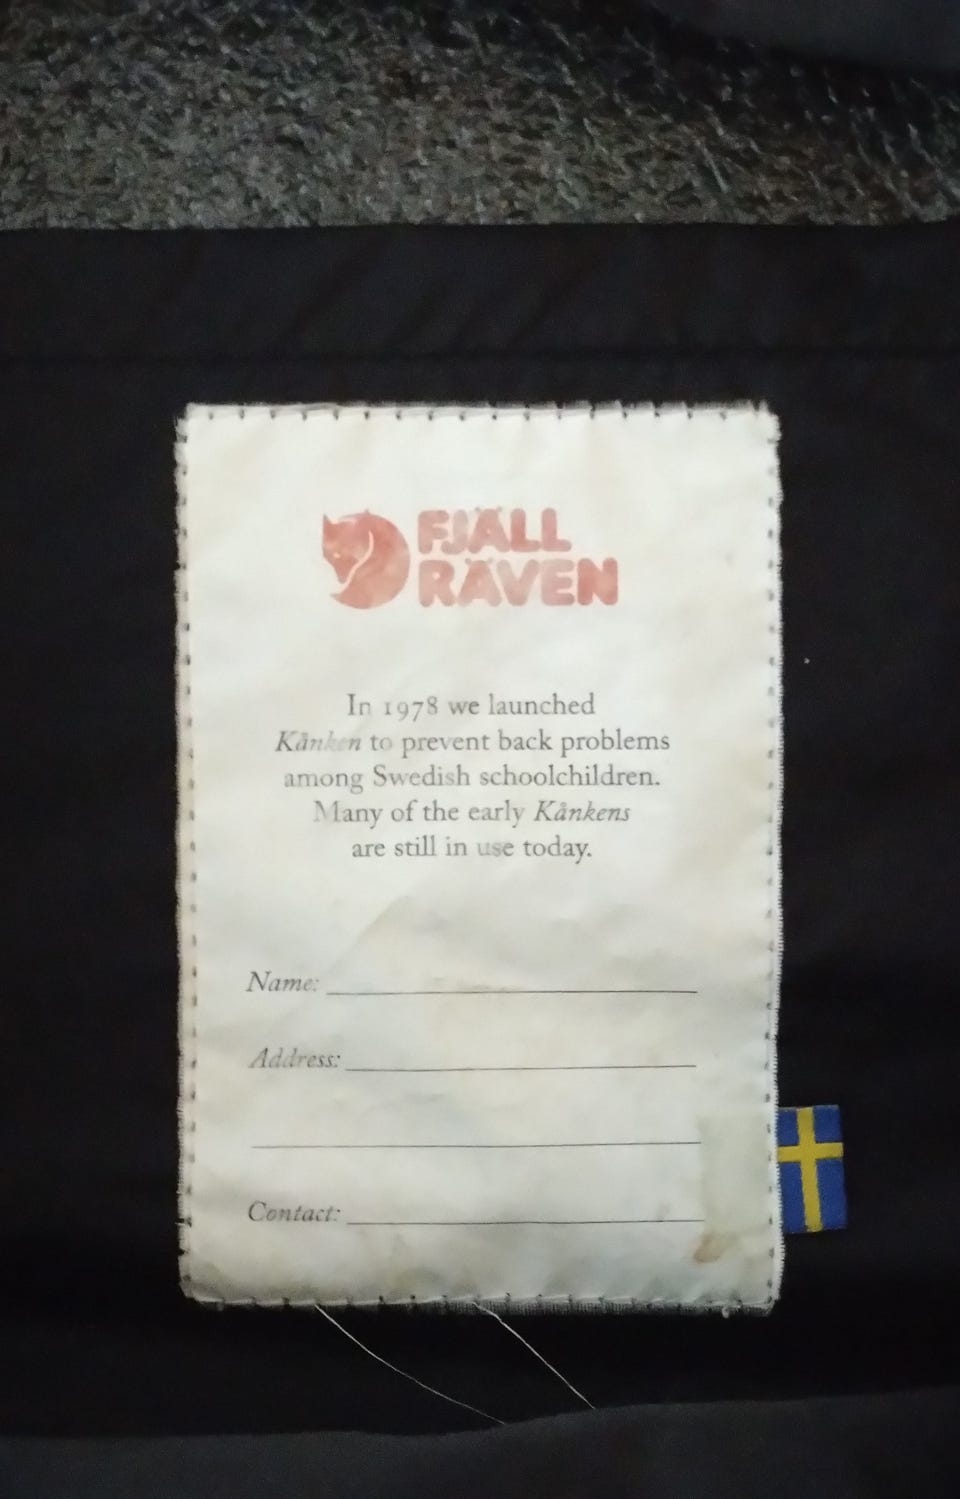 FJÄLL
RÄVEN
In 1978 we launched
Kånken to prevent back problems
among Swedish schoolchildren.
Many of the early Kånkens
are still in use today.
Name:
Address:
Contact: